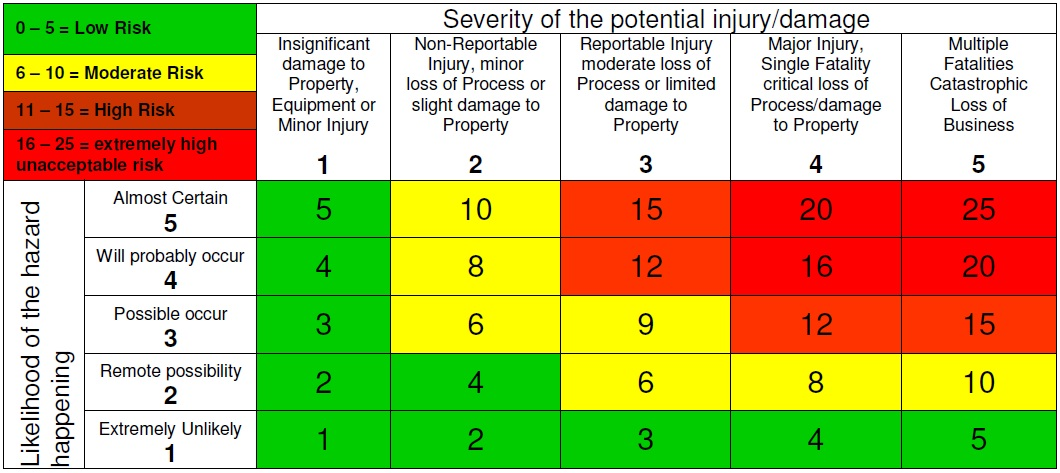 0 – 5 = Low Risk
6 – 10 = Moderate Risk
11 – 15 = High Risk
16 – 25 = extremely high
unacceptable risk
Severity of the potential injury/damage
Insignificant
damage to
Property,
Equipment or
Minor Injury
1
Non-Reportable
Injury, minor
loss of Process or
slight damage to
Property
2
Reportable Injury
moderate loss of
Process or limited
damage to
Property
3
Major Injury,
Single Fatality
critical loss of
Process/damage
to Property
4
Multiple
Fatalities
Catastrophic
Loss of
Business
5
Likelihood of the hazard
happening
Almost Certain
5
5 10 15 20 25
Will probably occur
4
4 8 12 16 20
Possible occur
3
3 6 9 12 15
Remote possibility
2
2 4 6 8 10
Extremely Unlikely
1
1 2 3 4 5